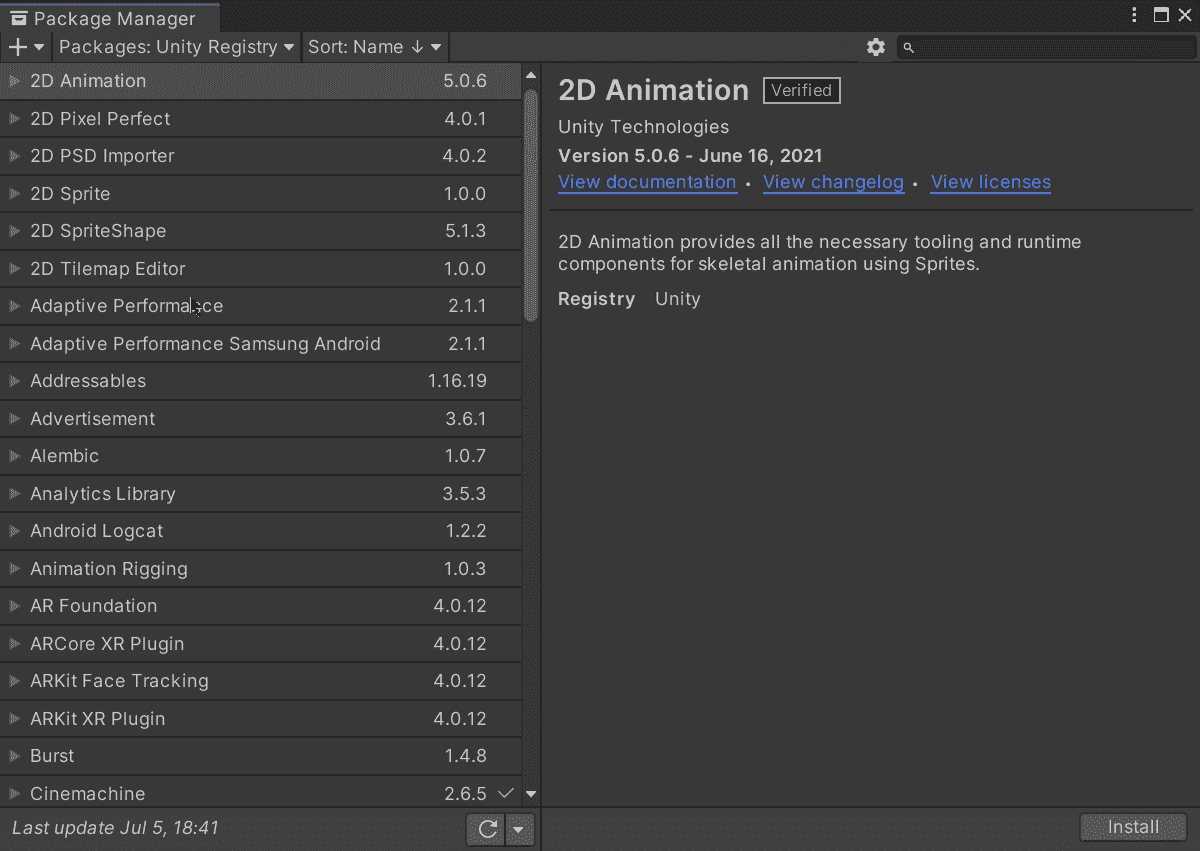 Package Manager
Packages: Unity Registry
Sort: Name ↓
2D Animation 5.0.6
2D Pixel Perfect 4.0.1
2D PSD Importer 4.0.2
2D Sprite 1.0.0
2D SpriteShape 5.1.3
2D Tilemap Editor 1.0.0
Adaptive Performance 2.1.1
Adaptive Performance Samsung Android 2.1.1
Addressables 1.16.19
Advertisement 3.6.1
Alembic 1.0.7
Analytics Library 3.5.3
Android Logcat 1.2.2
Animation Rigging 1.0.3
AR Foundation 4.0.12
ARCore XR Plugin 4.0.12
ARKit Face Tracking 4.0.12
ARKit XR Plugin 4.0.12
Burst 1.4.8
Cinemachine 2.6.5
Last update Jul 5, 18:41
2D Animation Verified
Unity Technologies
Version 5.0.6 - June 16, 2021
View documentation • View changelog • View licenses
2D Animation provides all the necessary tooling and runtime
components for skeletal animation using Sprites.
Registry Unity
Install